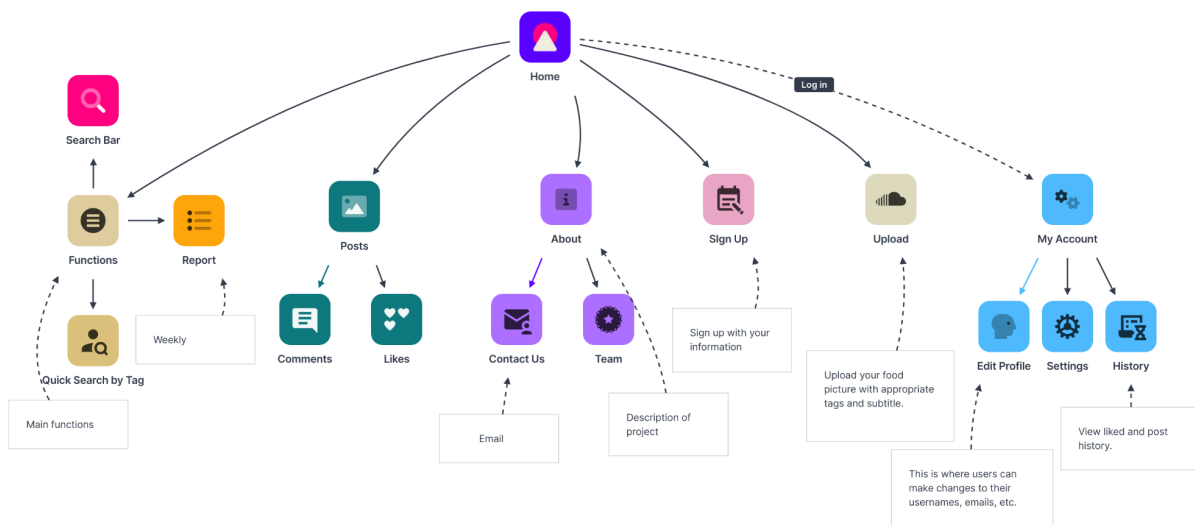 Home
Log in
Search Bar
Functions
Report
Posts
About
SIgn Up
Upload
My Account
Quick Search by Tag
Comments
Likes
Contact Us
Team
Edit Profile
Settings
History
Weekly
Main functions
Email
Description of
project
Sign up with your
information
Upload your food
picture with appropriate
tags and subtitle.
This is where users can
make changes to their
usernames, emails, etc.
View liked and post
history.